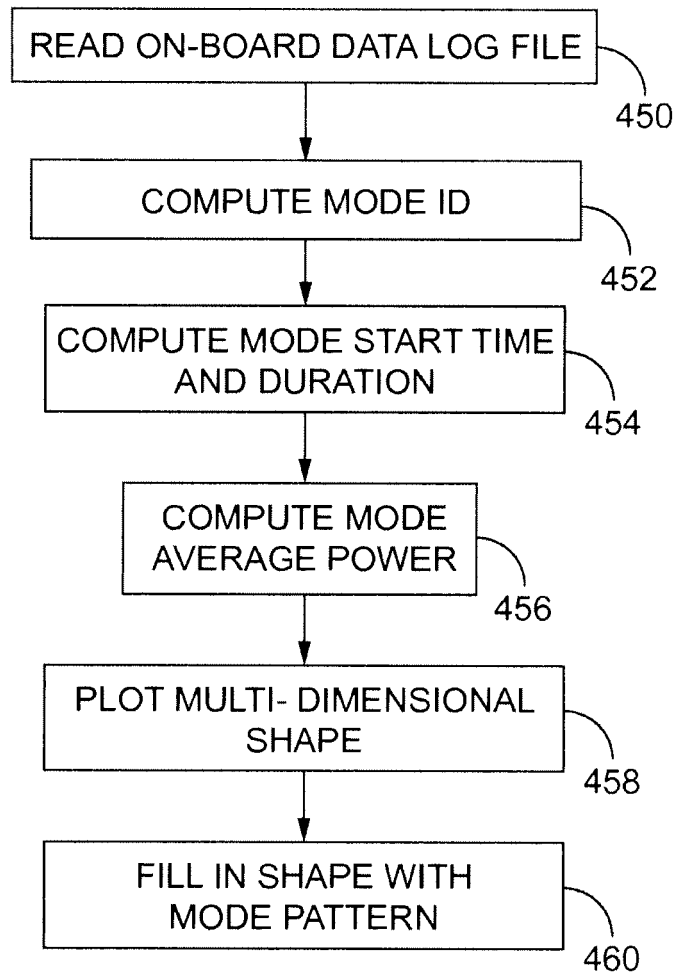 READ ON-BOARD DATA LOG FILE
450
COMPUTE MODE ID
452
COMPUTE MODE START TIME
AND DURATION
454
COMPUTE MODE
AVERAGE POWER
456
PLOT MULTI- DIMENSIONAL
SHAPE
458
FILL IN SHAPE WITH
MODE PATTERN
460